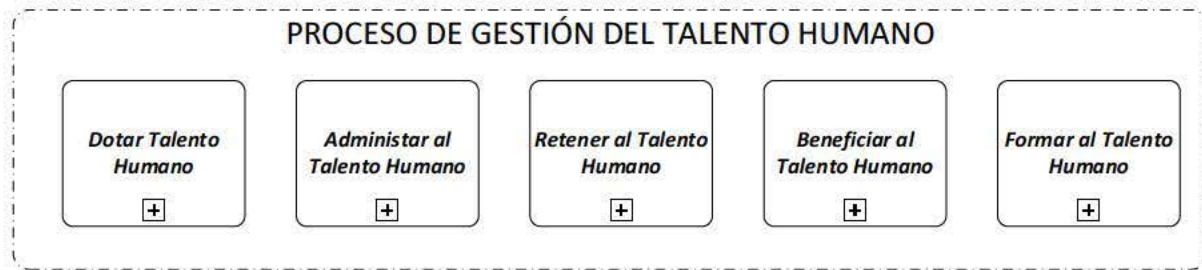 PROCESO DE GESTIÓN DEL TALENTO HUMANO
Dotar Talento
Humano
Administar al
Talento Humano
Retener al Talento
Humano
Beneficiar al
Talento Humano
Formar al Talento
Humano